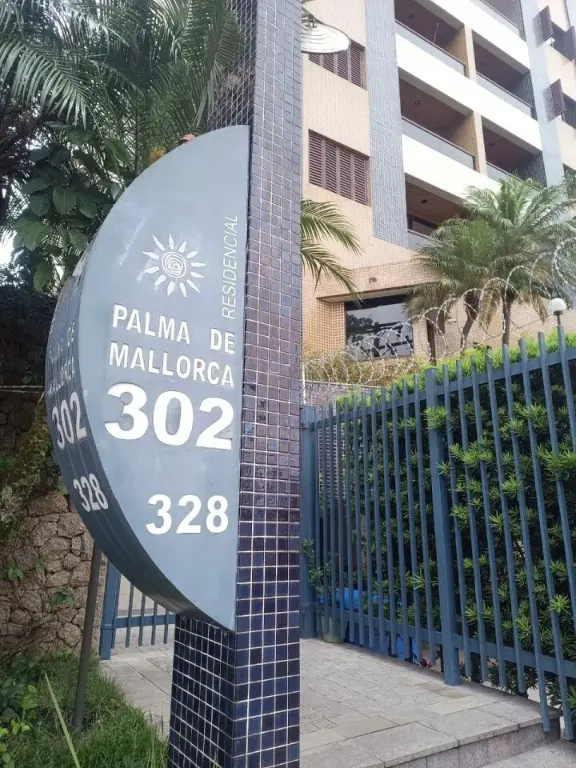 RESIDENCIAL
PALMA DE
MALLORCA
302
328
302
328